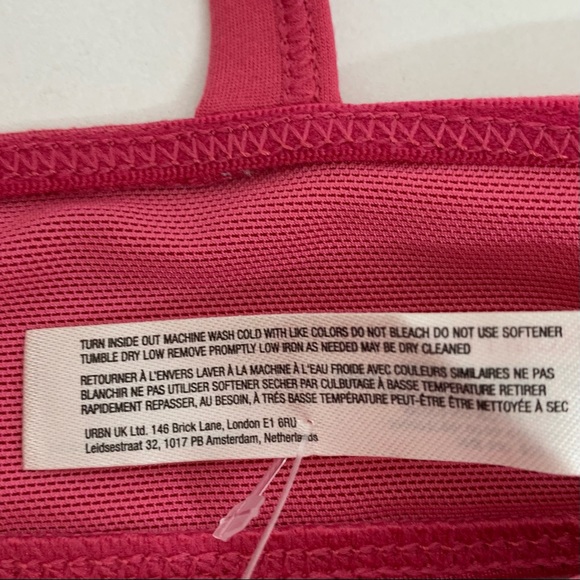 TURN INSIDE OUT MACHINE WASH COLD WITH LIKE COLORS DO NOT BLEACH DO NOT USE SOFTENER
TUMBLE DRY LOW REMOVE PROMPTLY LOW IRON AS NEEDED MAY BE DRY CLEANED
RETOURNER À L'ENVERS LAVER À LA MACHINE À L'EAU FROIDE AVEC COULEURS SIMILAIRES NE PAS
BLANCHIR NE PAS UTILISER SOFTENER SECHER PAR CULBUTAGE À BASSE TEMPERATURE RETIRER
RAPIDEMENT REPASSER, AU BESOIN, À TRÉS BASSE TEMPÉRATURE PEUT-ÊTRE ÊTRE NETTOYÉE À SEC
URBN UK Ltd. 146 Brick Lane, London E1 6RU
Leidsestraat 32, 1017 PB Amsterdam, Netherlands